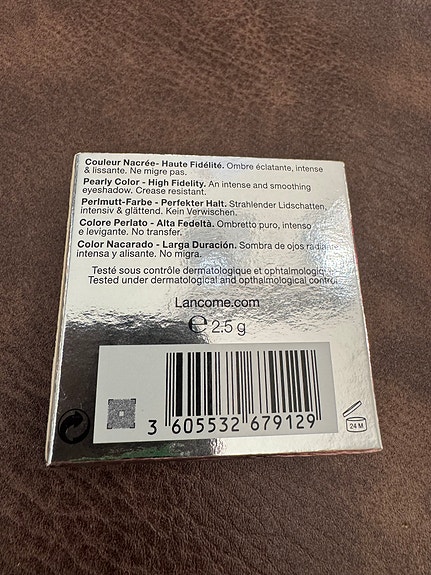 Couleur Nacrée- Haute Fidélité. Ombre éclatante, intense
& lissante. Ne migre pas.
Pearly Color - High Fidelity. An intense and smoothing
eyeshadow. Crease resistant.
Perlmutt-Farbe - Perfekter Halt. Strahlender Lidschatten,
intensiv & glättend. Kein Verwischen.
Colore Perlato - Alta Fedeltà. Ombretto puro, intenso
e levigante. No transfer.
Color Nacarado - Larga Duración. Sombra de ojos radiante,
intensa y alisante. No migra.
Testé sous contrôle dermatologique et ophtalmologique.
Tested under dermatological and opthalmological control
Lancome.com
℮ 2.5 g
3 605532 679129
24 M